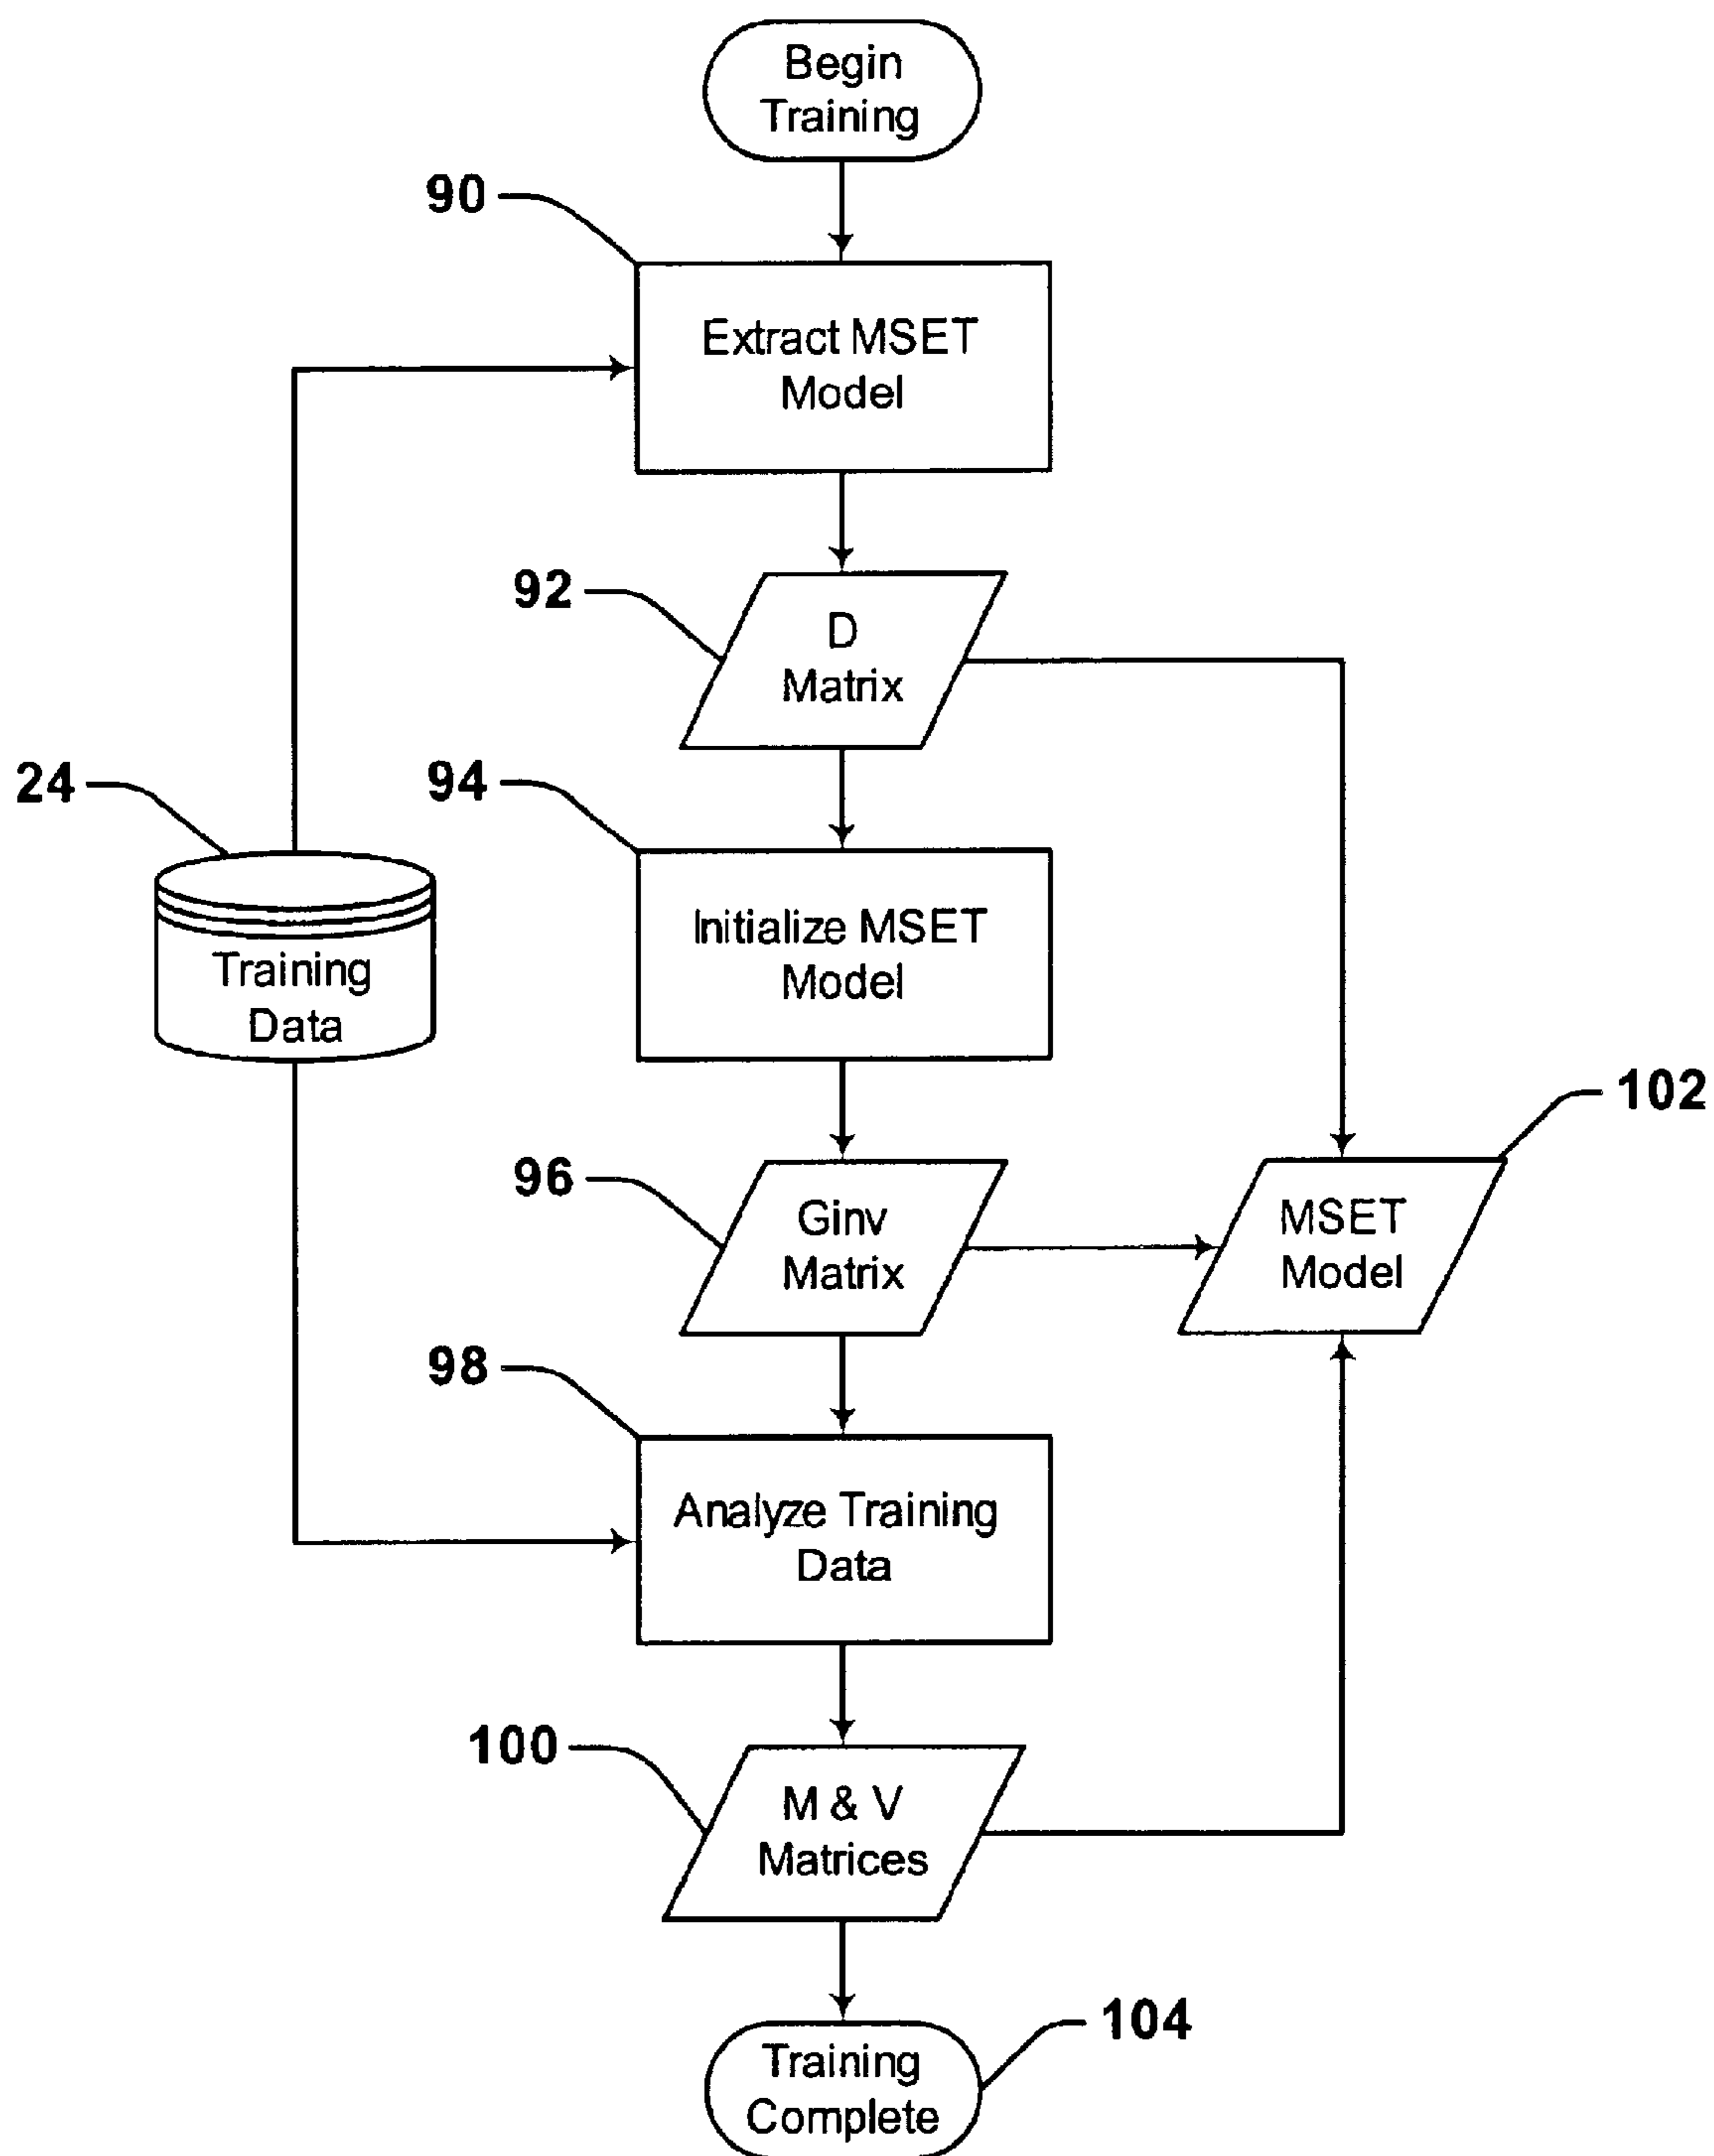 Begin
Training
90
Extract MSET
Model
92
D
Matrix
24
94
Training
Data
Initialize MSET
Model
102
96
Ginv
Matrix
MSET
Model
98
Analyze Training
Data
100
M & V
Matrices
104
Training
Complete